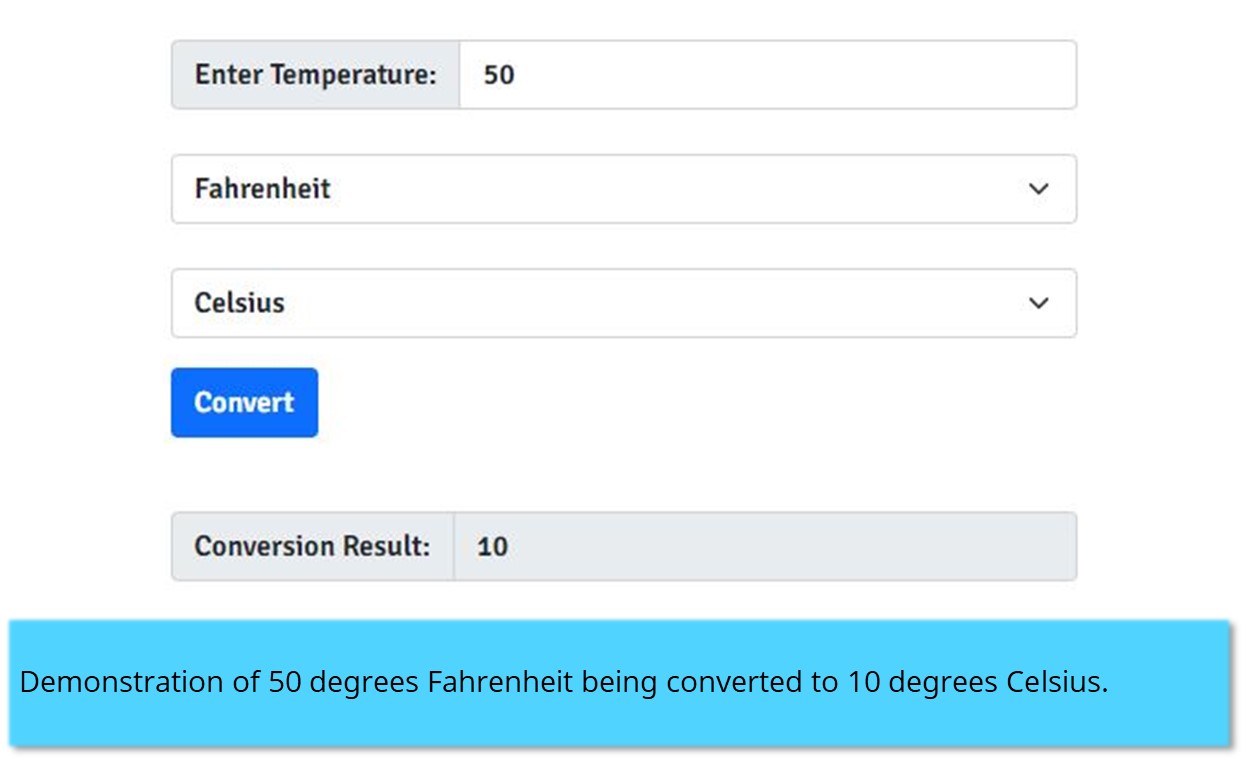 Enter Temperature: 50
Fahrenheit
Celsius
Convert
Conversion Result: 10
Demonstration of 50 degrees Fahrenheit being converted to 10 degrees Celsius.